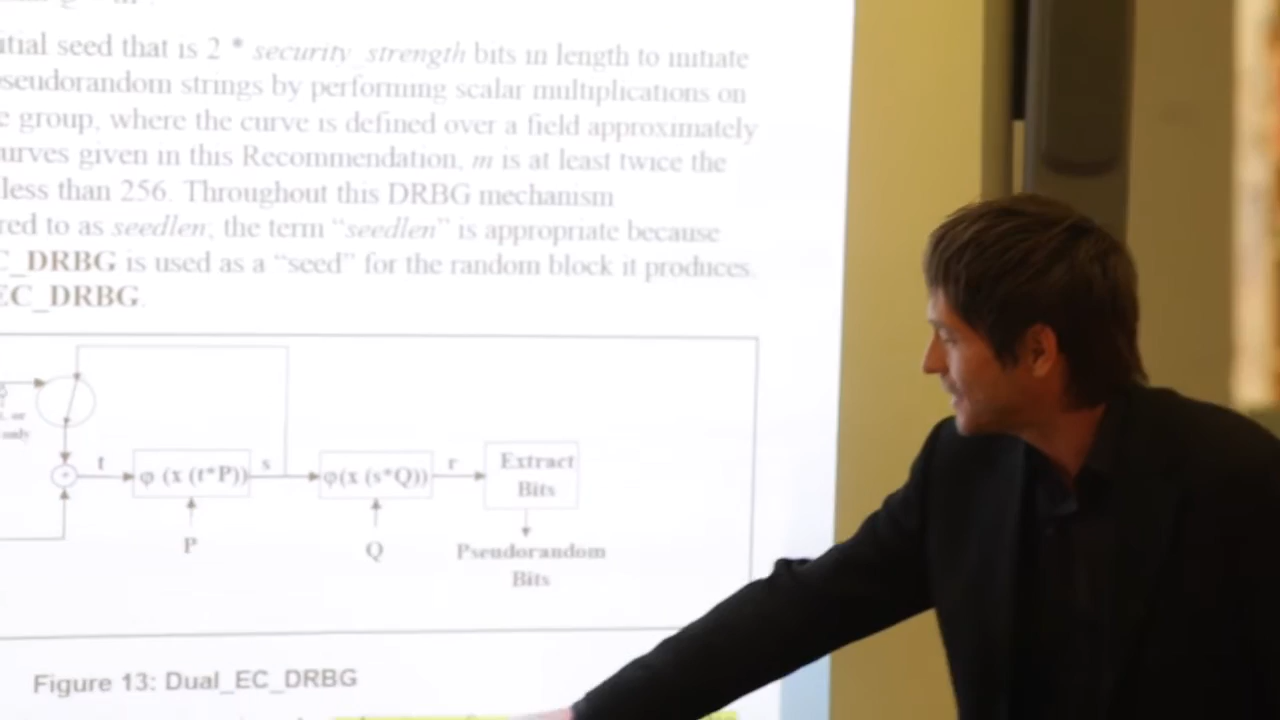 itial seed that is 2 * security_strength bits in length to initiate
pseudorandom strings by performing scalar multiplications on
e group, where the curve is defined over a field approximately
urves given in this Recommendation, m is at least twice the
less than 256. Throughout this DRBG mechanism
red to as seedlen; the term “seedlen” is appropriate because
C_DRBG is used as a “seed” for the random block it produces.
EC_DRBG.
or
only
t
φ (x (t*P))
s
φ(x (s*Q))
r
Extract
Bits
P
Q
Pseudorandom
Bits
Figure 13: Dual_EC_DRBG